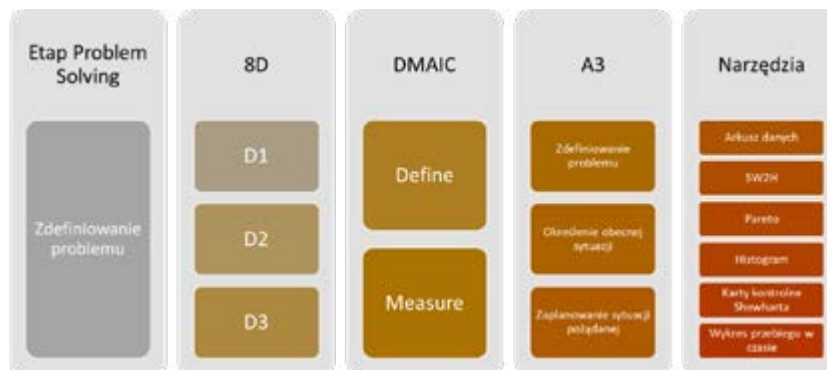 Etap Problem
Solving
8D
DMAIC
A3
Narzędzia
Zdefiniowanie
problemu
D1
D2
D3
Define
Measure
Zdefiniowanie
problemu
Określenie obecnej
sytuacji
Zaplanowanie sytuacji
pożądanej
Arkusz danych
5W2H
Pareto
Histogram
Karty kontrolne
Shewharta
Wykres przebiegu w
czasie